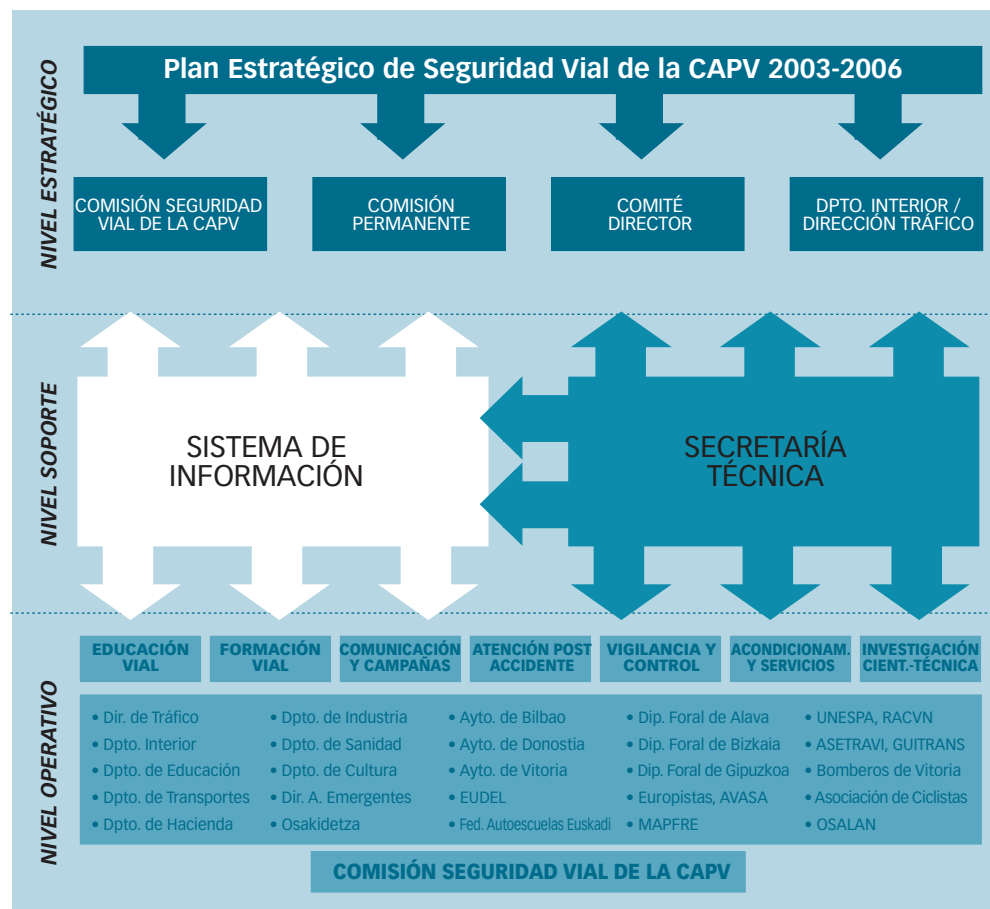 Plan Estratégico de Seguridad Vial de la CAPV 2003-2006
NIVEL ESTRATÉGICO
COMISIÓN SEGURIDAD
VIAL DE LA CAPV
COMISIÓN
PERMANENTE
COMITÉ
DIRECTOR
DPTO. INTERIOR /
DIRECCIÓN TRÁFICO
NIVEL SOPORTE
SISTEMA DE
INFORMACIÓN
SECRETARÍA
TÉCNICA
NIVEL OPERATIVO
EDUCACIÓN
VIAL
FORMACIÓN
VIAL
COMUNICACIÓN
Y CAMPAÑAS
ATENCIÓN POST
ACCIDENTE
VIGILANCIA Y
CONTROL
ACONDICIONAM.
Y SERVICIOS
INVESTIGACIÓN
CIENT.-TÉCNICA
• Dir. de Tráfico
• Dpto. Interior
• Dpto. de Educación
• Dpto. de Transportes
• Dpto. de Hacienda
• Dpto. de Industria
• Dpto. de Sanidad
• Dpto. de Cultura
• Dir. A. Emergentes
• Osakidetza
• Ayto. de Bilbao
• Ayto. de Donostia
• Ayto. de Vitoria
• EUDEL
• Fed. Autoescuelas Euskadi
• Dip. Foral de Alava
• Dip. Foral de Bizkaia
• Dip. Foral de Gipuzkoa
• Europistas, AVASA
• MAPFRE
• UNESPA, RACVN
• ASETRAVI, GUITRANS
• Bomberos de Vitoria
• Asociación de Ciclistas
• OSALAN
COMISIÓN SEGURIDAD VIAL DE LA CAPV